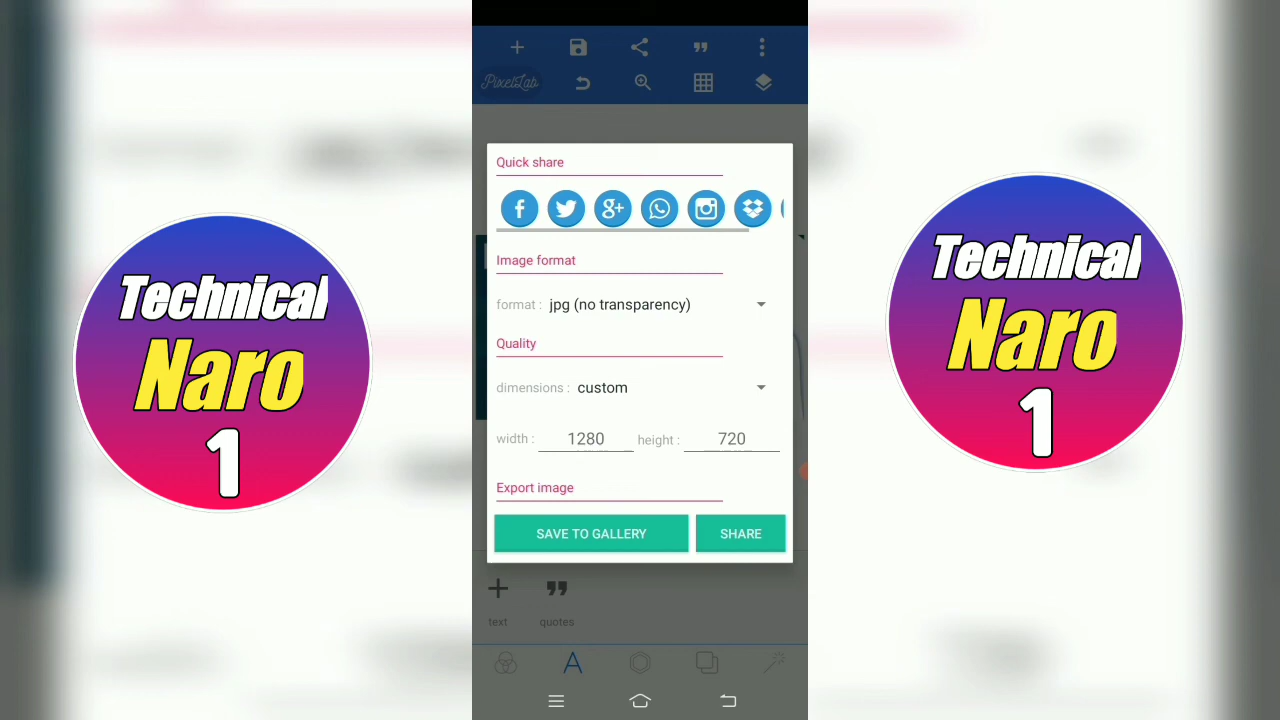 Technical
Naro
1
PixelLab
Quick share
Image format
format : jpg (no transparency)
Quality
dimensions : custom
width : 1280 height : 720
Export image
SAVE TO GALLERY SHARE
text quotes
Technical
Naro
1